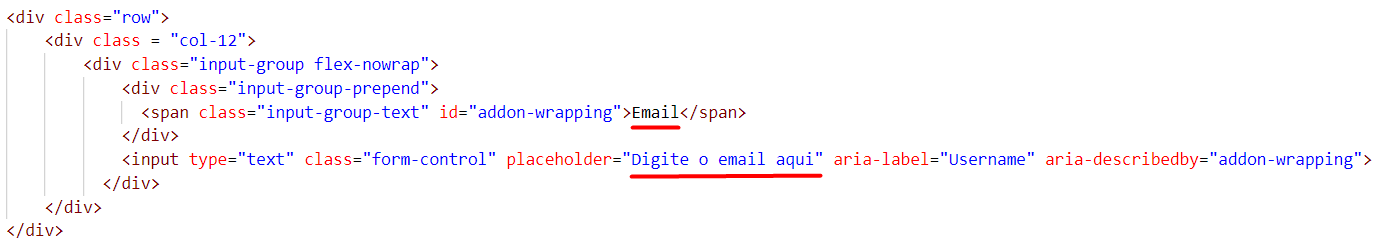 <div class="row">
<div class = "col-12">
<div class="input-group flex-nowrap">
<div class="input-group-prepend">
<span class="input-group-text" id="addon-wrapping">Email</span>
</div>
<input type="text" class="form-control" placeholder="Digite o email aqui" aria-label="Username" aria-describedby="addon-wrapping">
</div>
</div>
</div>